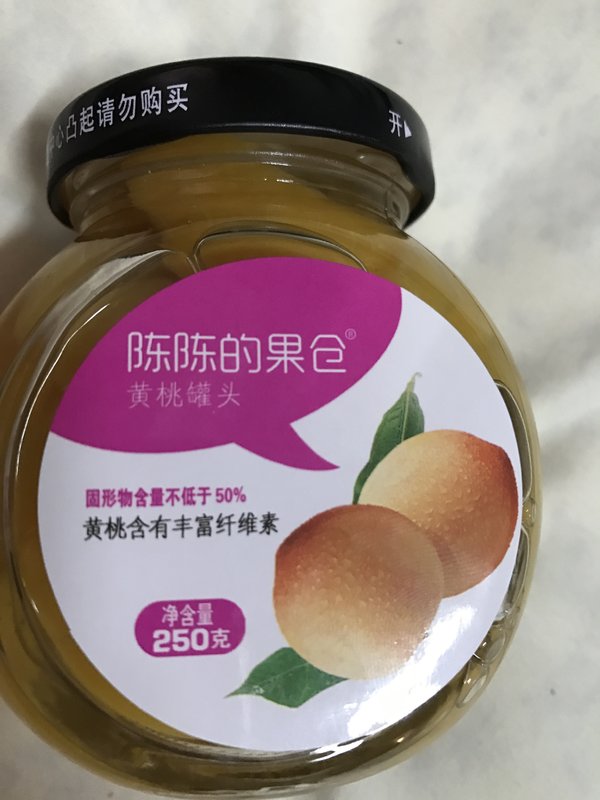 心凸起请勿购买
开
陈陈的果仓®
黄桃罐头
固形物含量不低于50%
黄桃含有丰富纤维素
净含量
250克